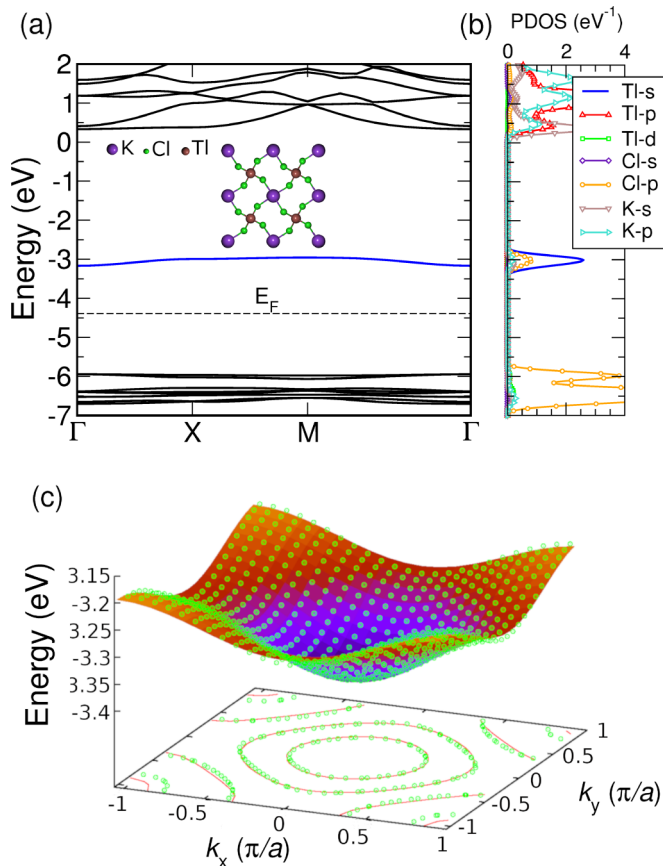 (a)
2
1
0
-1
-2
-3
-4
-5
-6
-7
Energy (eV)
K Cl Tl
E_F
Γ X M Γ
(b)
PDOS (eV⁻¹)
0 2 4
Tl-s
Tl-p
Tl-d
Cl-s
Cl-p
K-s
K-p
(c)
Energy (eV)
3.15
-3.2
3.25
-3.3
3.35
-3.4
-1 -0.5 0 0.5 1
k_x (π/a)
-1 -0.5 0 0.5 1
k_y (π/a)